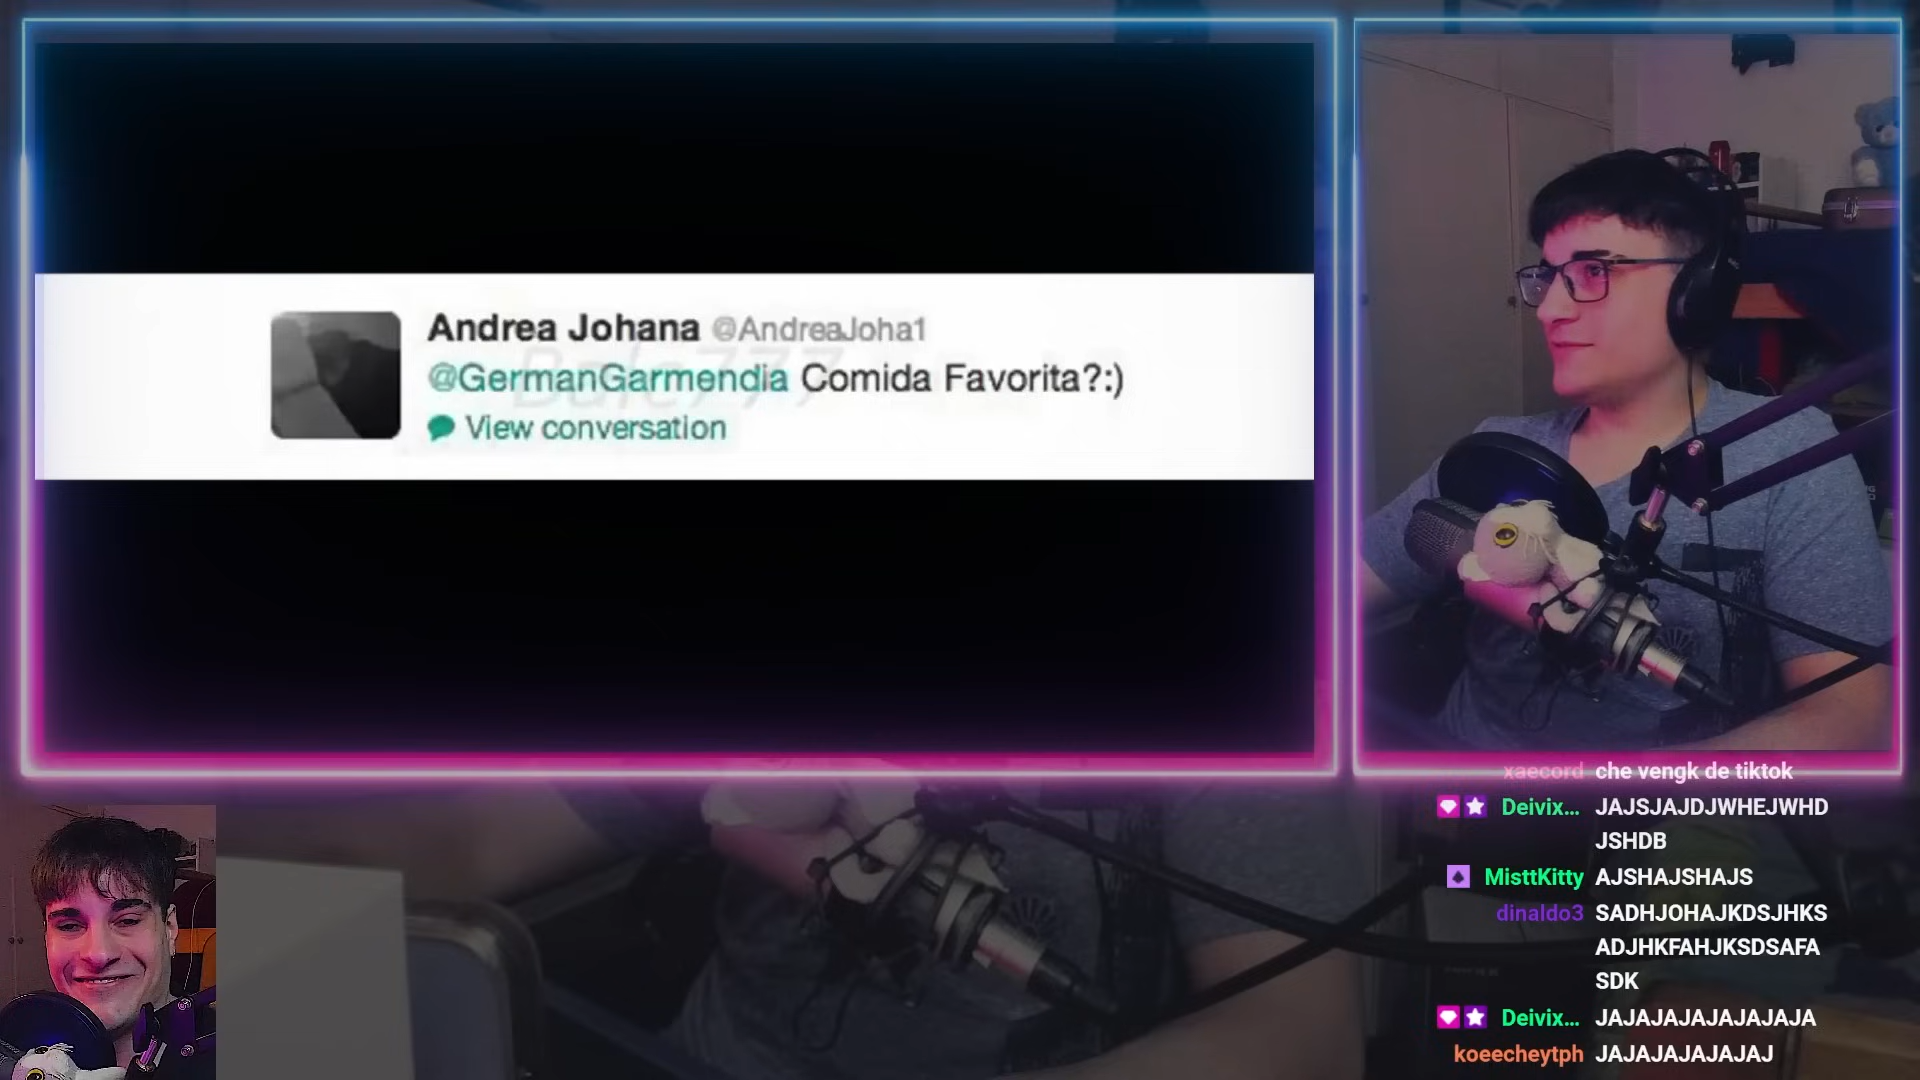 Andrea Johana @AndreaJoha1
@GermanGarmendia Comida Favorita?:)
View conversation
xaecord che vengk de tiktok
Deivix... JAJSJAJDJWHEJWHD
JSHDB
MisttKitty AJSHAJSHAJS
dinaldo3 SADHJOHAJKDSJHKS
ADJHKFAHJKSDSAFA
SDK
Deivix... JAJAJAJAJAJAJAJA
koeecheytph JAJAJAJAJAJAJ